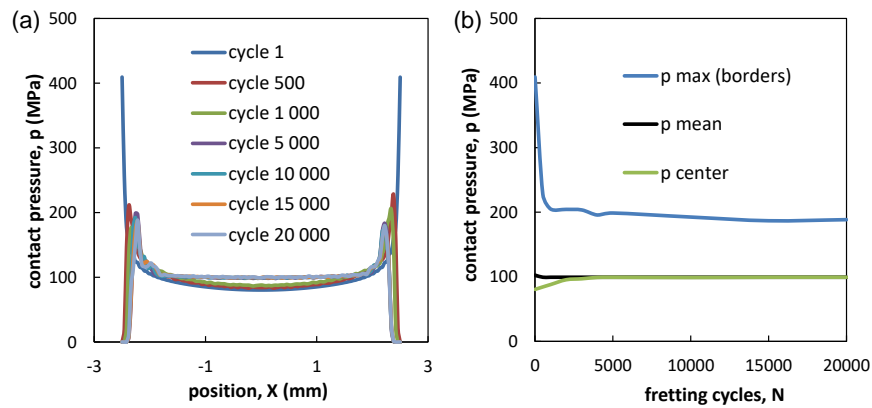 (a)
contact pressure, p (MPa)
500
400
300
200
100
0
-3
-1
1
3
position, X (mm)
cycle 1
cycle 500
cycle 1 000
cycle 5 000
cycle 10 000
cycle 15 000
cycle 20 000
(b)
contact pressure, p (MPa)
500
400
300
200
100
0
0
5000
10000
15000
20000
fretting cycles, N
p max (borders)
p mean
p center